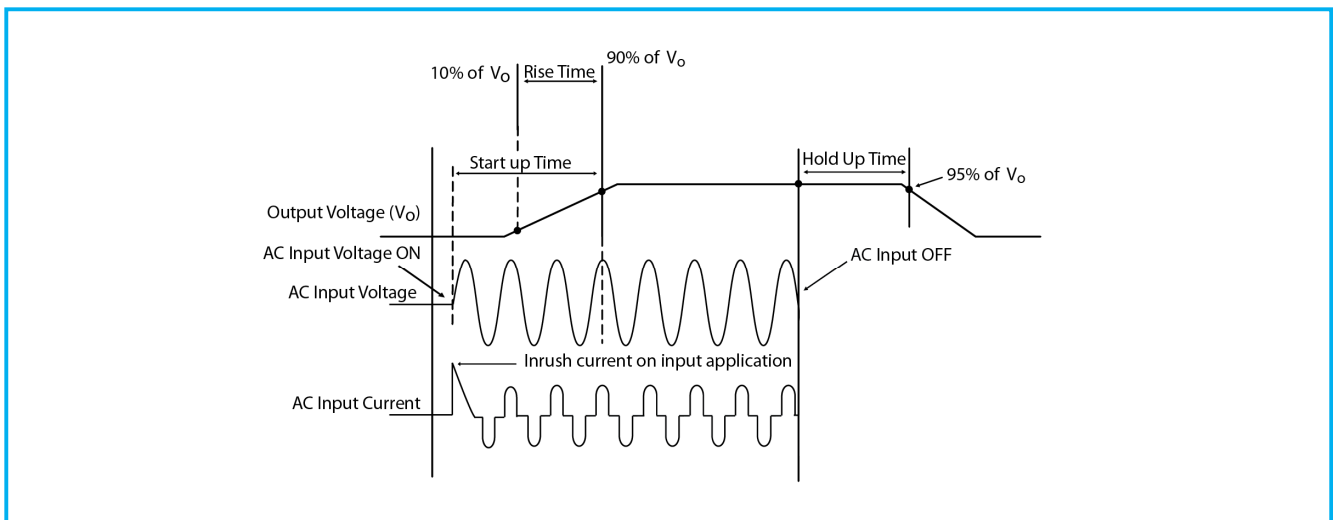 90% of VO
10% of VO
Rise Time
Start up Time
Hold Up Time
95% of VO
Output Voltage (VO)
AC Input Voltage ON
AC Input OFF
AC Input Voltage
Inrush current on input application
AC Input Current